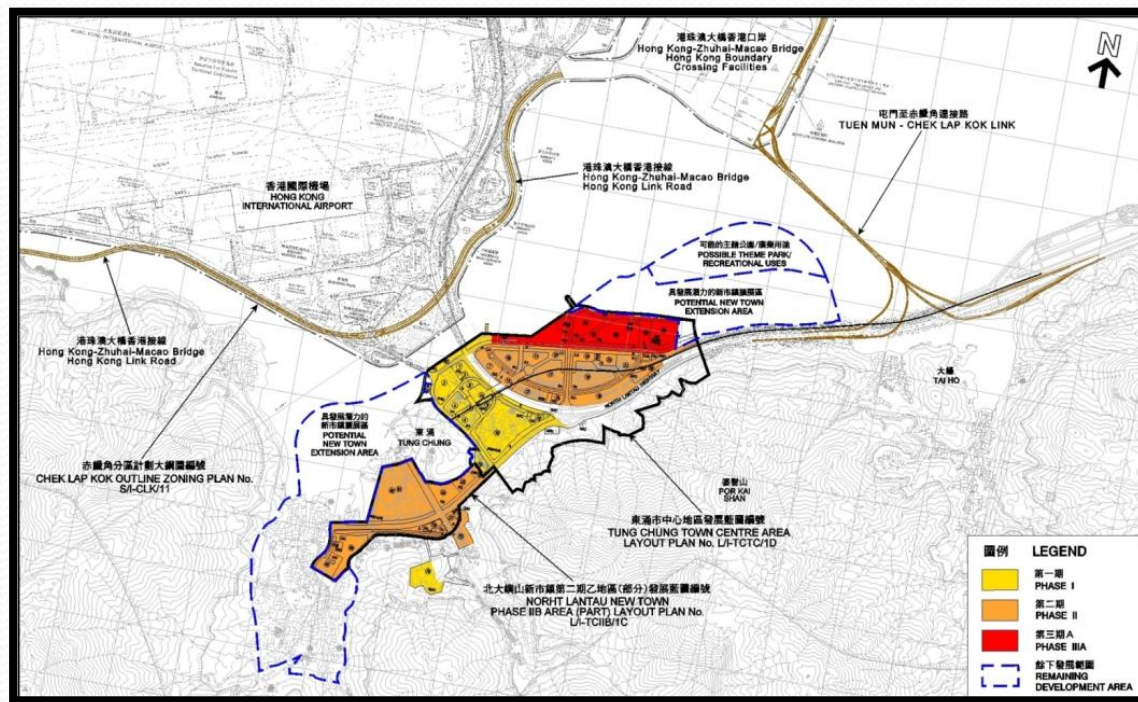 港珠澳大橋香港口岸
Hong Kong-Zhuhai-Macao Bridge
Hong Kong Boundary
Crossing Facilities
N
屯門至赤鱲角連接路
TUEN MUN - CHEK LAP KOK LINK
港珠澳大橋香港接線
Hong Kong-Zhuhai-Macao Bridge
Hong Kong Link Road
香港國際機場
HONG KONG
INTERNATIONAL AIRPORT
可能的主題公園/康樂用途
POSSIBLE THEME PARK/
RECREATIONAL USES
具發展潛力的新市鎮擴展區
POTENTIAL NEW TOWN
EXTENSION AREA
港珠澳大橋香港接線
Hong Kong-Zhuhai-Macao Bridge
Hong Kong Link Road
大蠔
TAI HO
NORTH LANTAU HIGHWAY
具發展潛力的
新市鎮擴展區
POTENTIAL
NEW TOWN
EXTENSION AREA
東涌
TUNG CHUNG
赤鱲角分區計劃大綱圖編號
CHEK LAP KOK OUTLINE ZONING PLAN No.
S/I-CLK/11
婆髻山
POR KAI
SHAN
東涌市中心地區發展藍圖編號
TUNG CHUNG TOWN CENTRE AREA
LAYOUT PLAN No. L/I-TCTC/1D
北大嶼山新市鎮第二期乙地區(部分)發展藍圖編號
NORHT LANTAU NEW TOWN
PHASE IIB AREA (PART) LAYOUT PLAN No.
L/I-TCIIB/1C
圖例 LEGEND
第一期
PHASE I
第二期
PHASE II
第三期A
PHASE IIIA
餘下發展範圍
REMAINING
DEVELOPMENT AREA